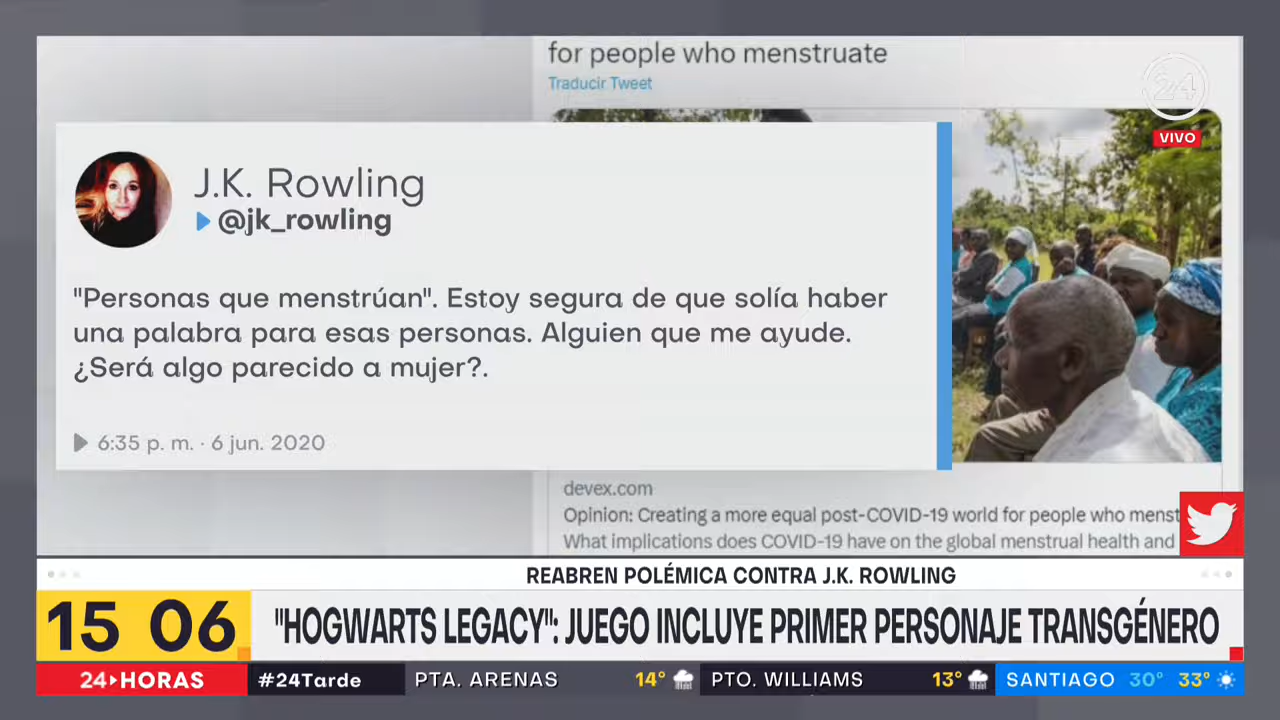 for people who menstruate
Traducir Tweet
24
VIVO
J.K. Rowling
@jk_rowling
"Personas que menstrúan". Estoy segura de que solía haber
una palabra para esas personas. Alguien que me ayude.
¿Será algo parecido a mujer?.
6:35 p. m. · 6 jun. 2020
devex.com
Opinion: Creating a more equal post-COVID-19 world for people who menst
What implications does COVID-19 have on the global menstrual health and
REABREN POLÉMICA CONTRA J.K. ROWLING
15 06
"HOGWARTS LEGACY": JUEGO INCLUYE PRIMER PERSONAJE TRANSGÉNERO
24 HORAS #24Tarde PTA. ARENAS 14° PTO. WILLIAMS 13° SANTIAGO 30° 33°